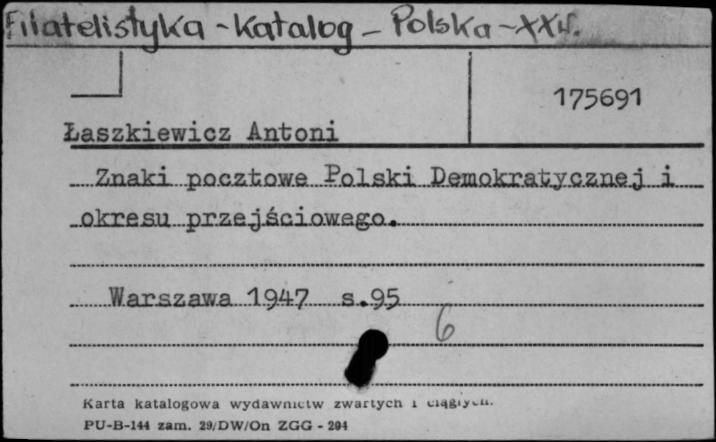 Filatelistyka - Katalog - Polska - XXw.
175691
Łaszkiewicz Antoni
Znaki pocztowe Polski Demokratycznej i
okresu przejściowego.
Warszawa 1947 s.95
6
Karta katalogowa wydawnictw zwartych i ciągłych.
PU-B-144 zam. 29/DW/On ZGG - 294